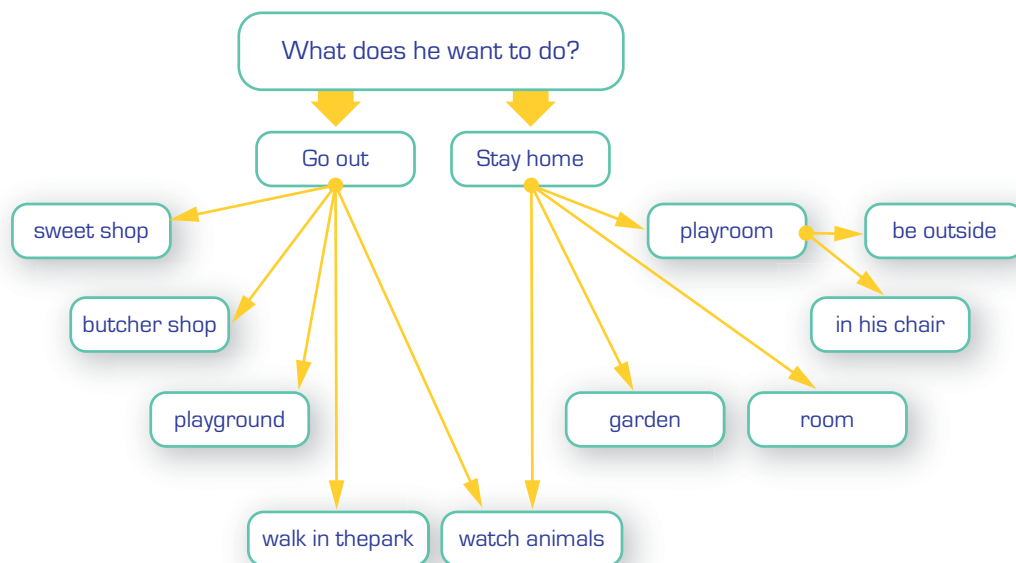 What does he want to do?
Go out
Stay home
sweet shop
playroom
be outside
butcher shop
in his chair
playground
garden
room
walk in thepark
watch animals